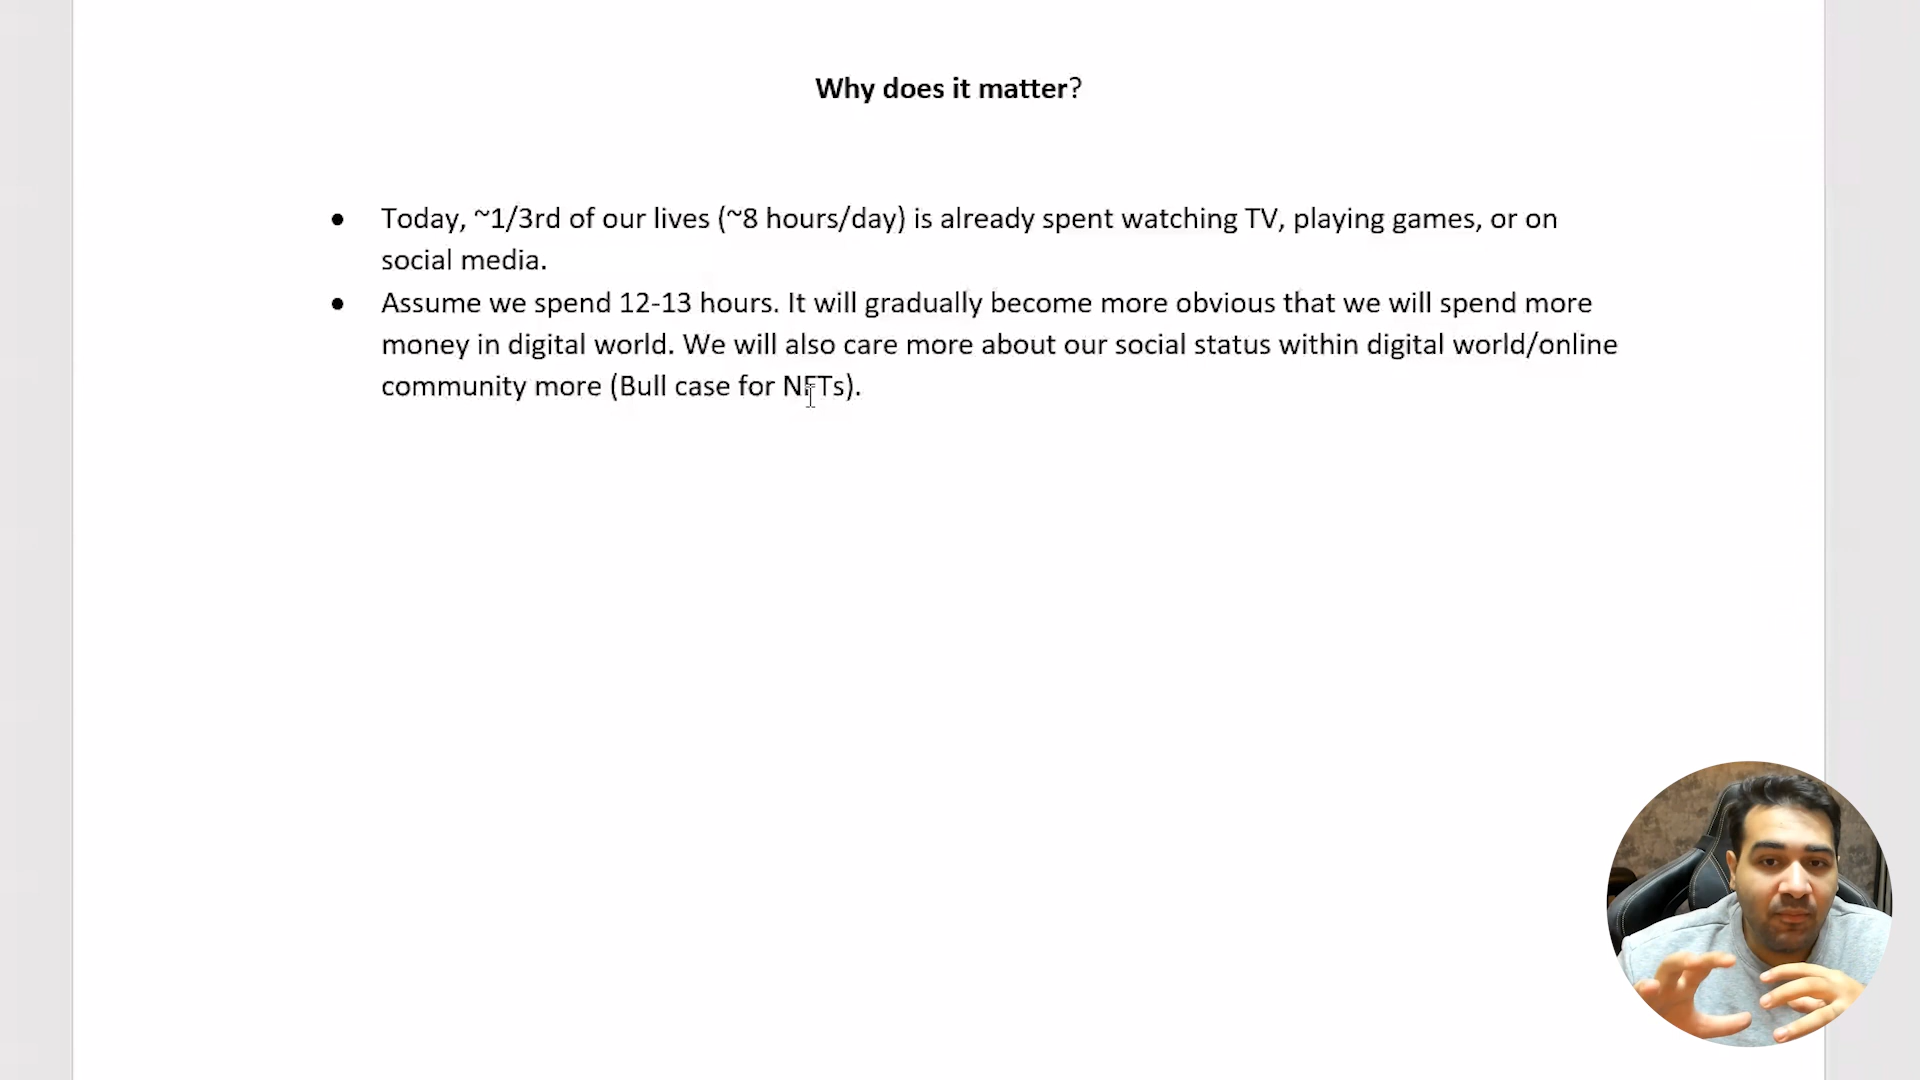 Why does it matter?
● Today, ~1/3rd of our lives (~8 hours/day) is already spent watching TV, playing games, or on
social media.
● Assume we spend 12-13 hours. It will gradually become more obvious that we will spend more
money in digital world. We will also care more about our social status within digital world/online
community more (Bull case for NFTs).